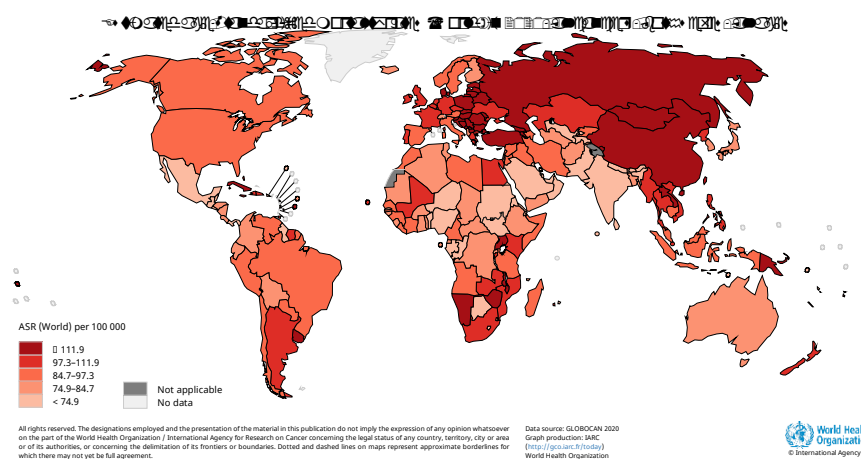 ASR (World) per 100 000
111.9
97.3–111.9
84.7–97.3
74.9–84.7
< 74.9
Not applicable
No data
All rights reserved. The designations employed and the presentation of the material in this publication do not imply the expression of any opinion whatsoever
on the part of the World Health Organization / International Agency for Research on Cancer concerning the legal status of any country, territory, city or area
or of its authorities, or concerning the delimitation of its frontiers or boundaries. Dotted and dashed lines on maps represent approximate borderlines for
which there may not yet be full agreement.
Data source: GLOBOCAN 2020
Graph production: IARC
(http://gco.iarc.fr/today)
World Health Organization
World Heal
Organizati
© International Agency